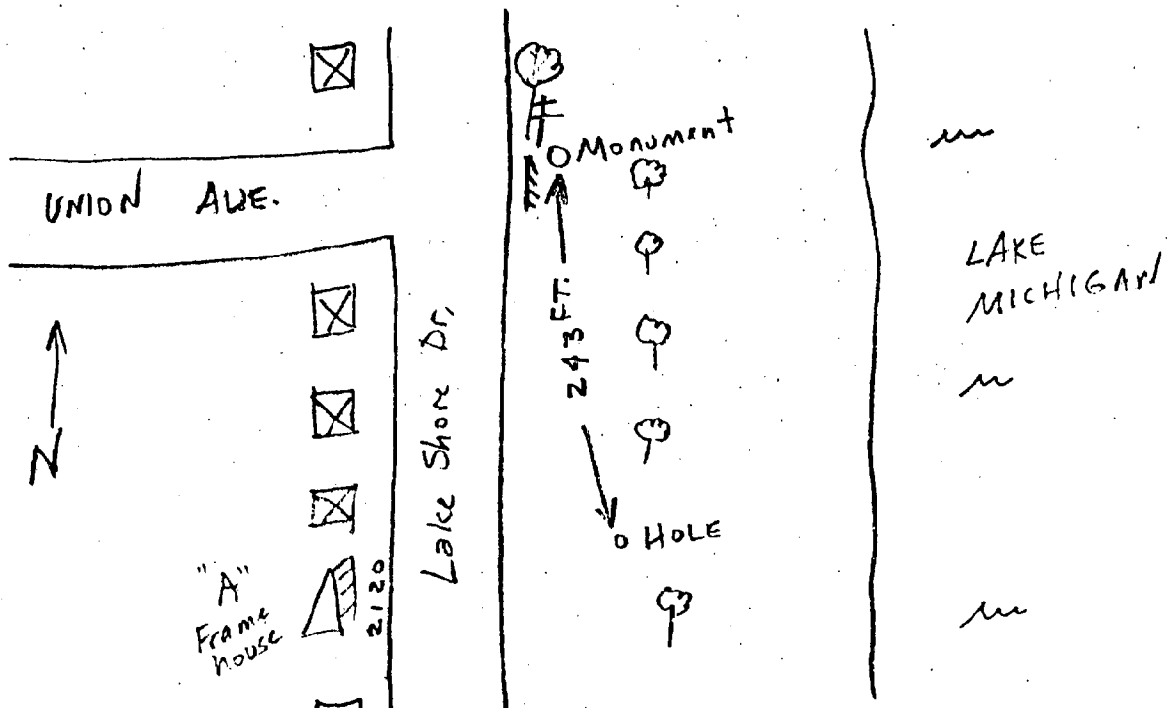 Monument
UNION AVE.
LAKE
MICHIGAN
243 FT.
Lake Shore Dr,
N
HOLE
"A"
Frame
house
2120